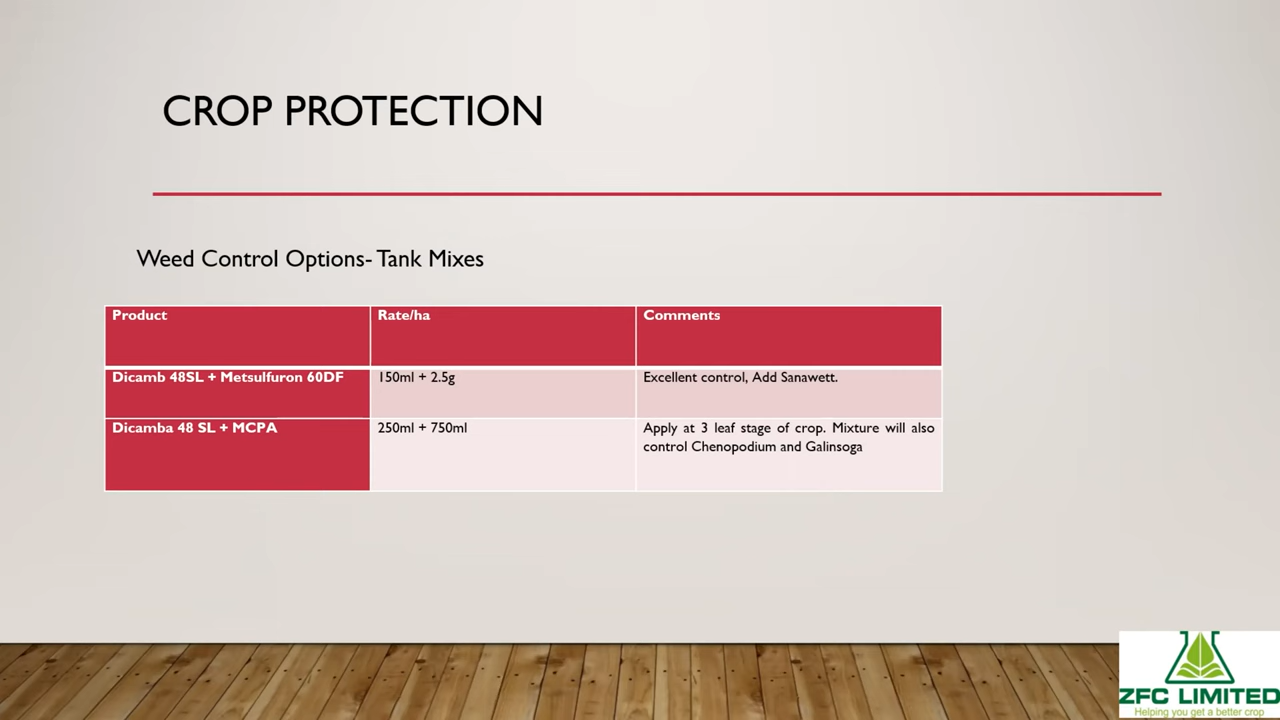 CROP PROTECTION
Weed Control Options- Tank Mixes
Product
Rate/ha
Comments
Dicamb 48SL + Metsulfuron 60DF
150ml + 2.5g
Excellent control, Add Sanawett.
Dicamba 48 SL + MCPA
250ml + 750ml
Apply at 3 leaf stage of crop. Mixture will also
control Chenopodium and Galinsoga
ZFC LIMITED
Helping you get a better crop